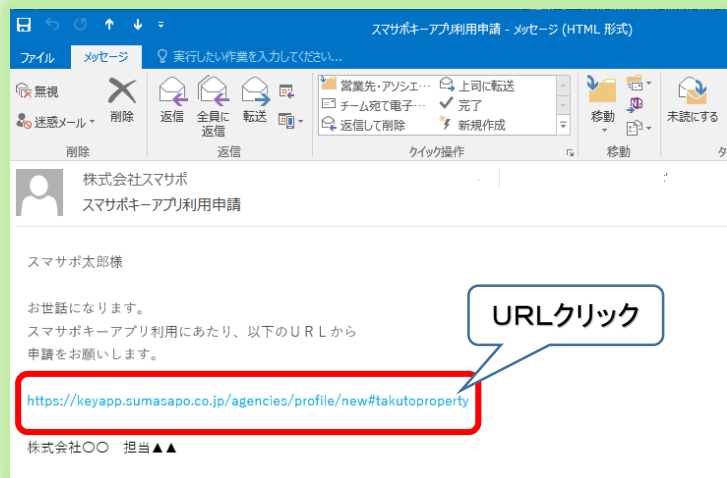 スマサポキーアプリ利用申請 - メッセージ (HTML 形式)
ファイル メッセージ 実行したい作業を入力してください...
無視
迷惑メール
削除
返信
全員に
返信
転送
営業先・アソシエ…
チーム宛て電子…
返信して削除
上司に転送
完了
新規作成
移動
未読にする
削除
返信
クイック操作
移動
株式会社スマサポ
スマサポキーアプリ利用申請
スマサポ太郎様
お世話になります。
スマサポキーアプリ利用にあたり、以下のURLから
申請をお願いします。
URLクリック
https://keyapp.sumasapo.co.jp/agencies/profile/new#takutoproperty
株式会社〇〇 担当▲▲